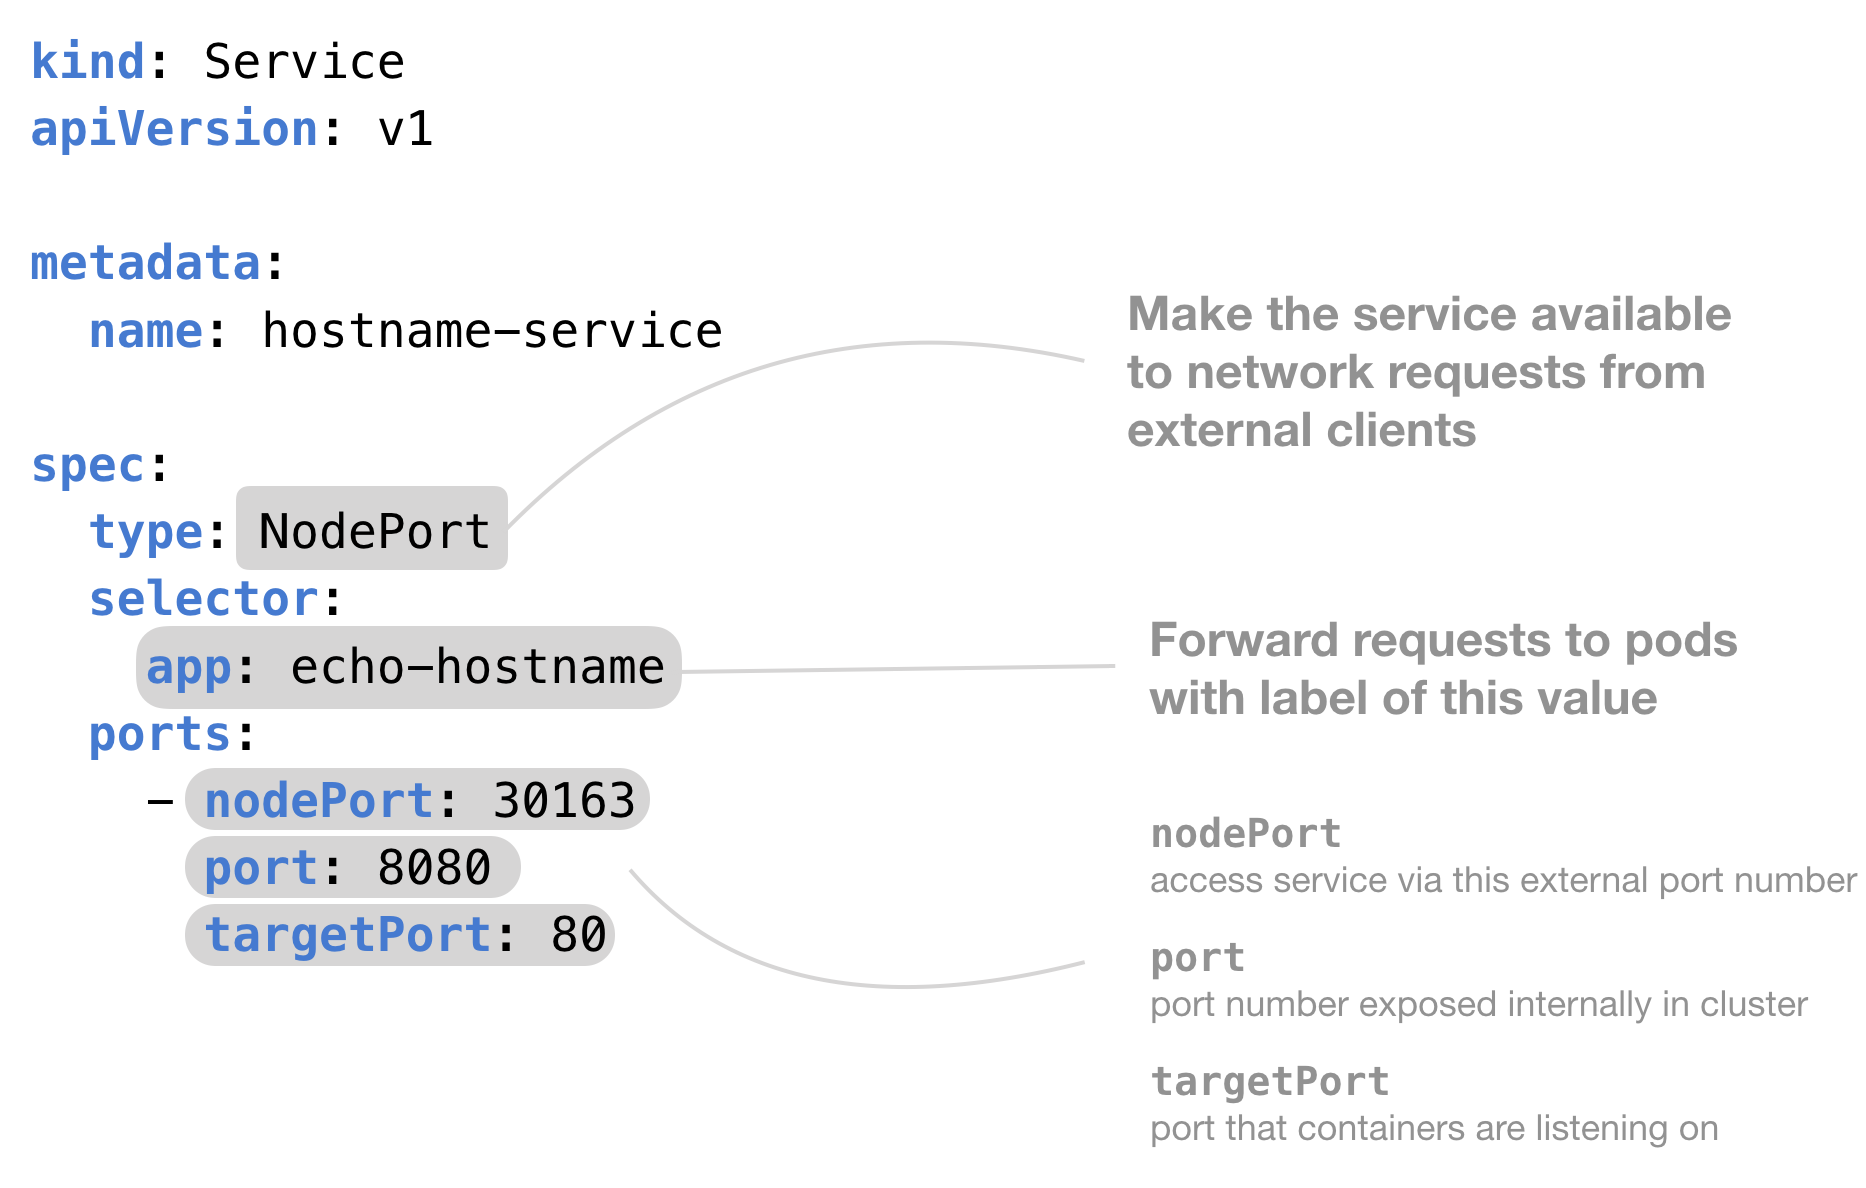 kind: Service
apiVersion: v1
metadata:
name: hostname-service
spec:
type: NodePort
selector:
app: echo-hostname
ports:
- nodePort: 30163
port: 8080
targetPort: 80
Make the service available
to network requests from
external clients
Forward requests to pods
with label of this value
nodePort
access service via this external port number
port
port number exposed internally in cluster
targetPort
port that containers are listening on